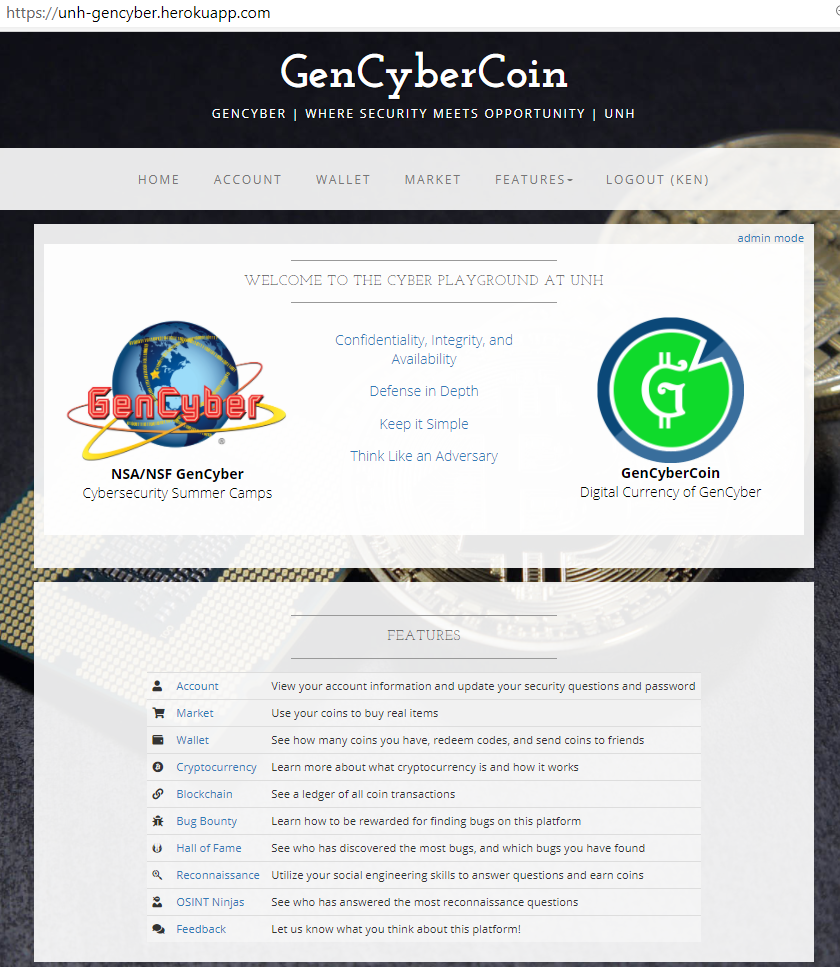 https://unh-gencyber.herokuapp.com
GenCyberCoin
GENCYBER | WHERE SECURITY MEETS OPPORTUNITY | UNH
HOME ACCOUNT WALLET MARKET FEATURES LOGOUT (KEN)
admin mode
WELCOME TO THE CYBER PLAYGROUND AT UNH
GenCyber
®
NSA/NSF GenCyber
Cybersecurity Summer Camps
Confidentiality, Integrity, and
Availability
Defense in Depth
Keep it Simple
Think Like an Adversary
G
GenCyberCoin
Digital Currency of GenCyber
FEATURES
Account View your account information and update your security questions and password
Market Use your coins to buy real items
Wallet See how many coins you have, redeem codes, and send coins to friends
Cryptocurrency Learn more about what cryptocurrency is and how it works
Blockchain See a ledger of all coin transactions
Bug Bounty Learn how to be rewarded for finding bugs on this platform
Hall of Fame See who has discovered the most bugs, and which bugs you have found
Reconnaissance Utilize your social engineering skills to answer questions and earn coins
OSINT Ninjas See who has answered the most reconnaissance questions
Feedback Let us know what you think about this platform!